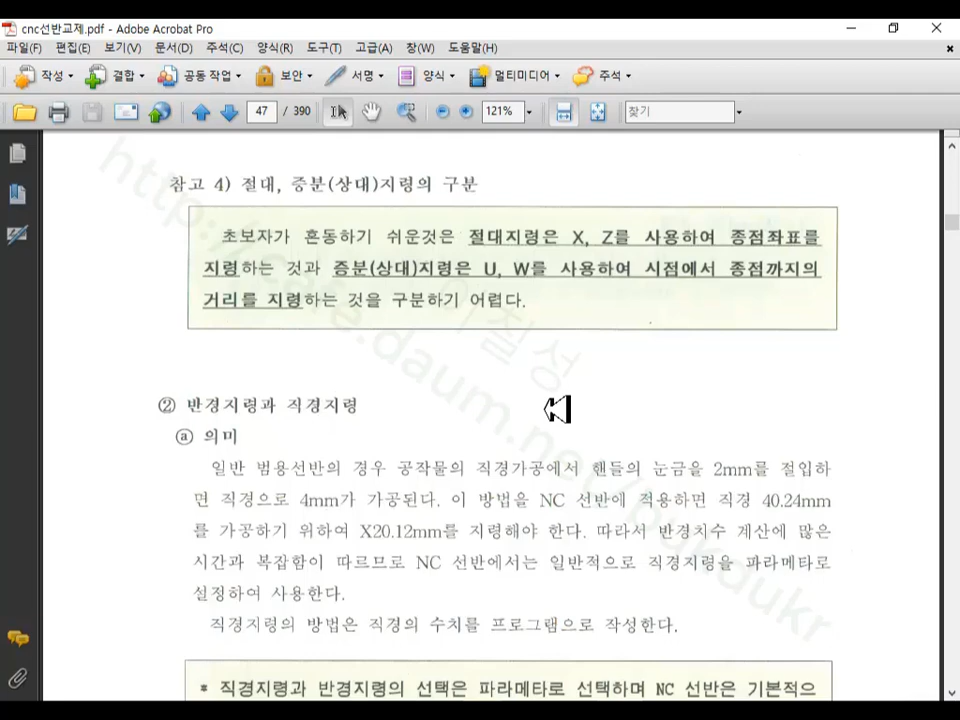 cnc선반교제.pdf - Adobe Acrobat Pro
파일(F) 편집(E) 보기(V) 문서(D) 주석(C) 양식(R) 도구(T) 고급(A) 창(W) 도움말(H)
작성 결합 공동 작업 보안 서명 양식 멀티미디어 주석
47 / 390 121% 찾기
참고 4) 절대, 증분(상대)지령의 구분
초보자가 혼동하기 쉬운것은 절대지령은 X, Z를 사용하여 종점좌표를
지령하는 것과 증분(상대)지령은 U, W를 사용하여 시점에서 종점까지의
거리를 지령하는 것을 구분하기 어렵다.
② 반경지령과 직경지령
ⓐ 의미
일반 범용선반의 경우 공작물의 직경가공에서 핸들의 눈금을 2mm를 절입하
면 직경으로 4mm가 가공된다. 이 방법을 NC 선반에 적용하면 직경 40.24mm
를 가공하기 위하여 X20.12mm를 지령해야 한다. 따라서 반경치수 계산에 많은
시간과 복잡함이 따르므로 NC 선반에서는 일반적으로 직경지령을 파라메타로
설정하여 사용한다.
직경지령의 방법은 직경의 수치를 프로그램으로 작성한다.
* 직경지령과 반경지령의 선택은 파라메타로 선택하며 NC 선반은 기본적으
이철성
http://cafe.daum.net/bukdukr